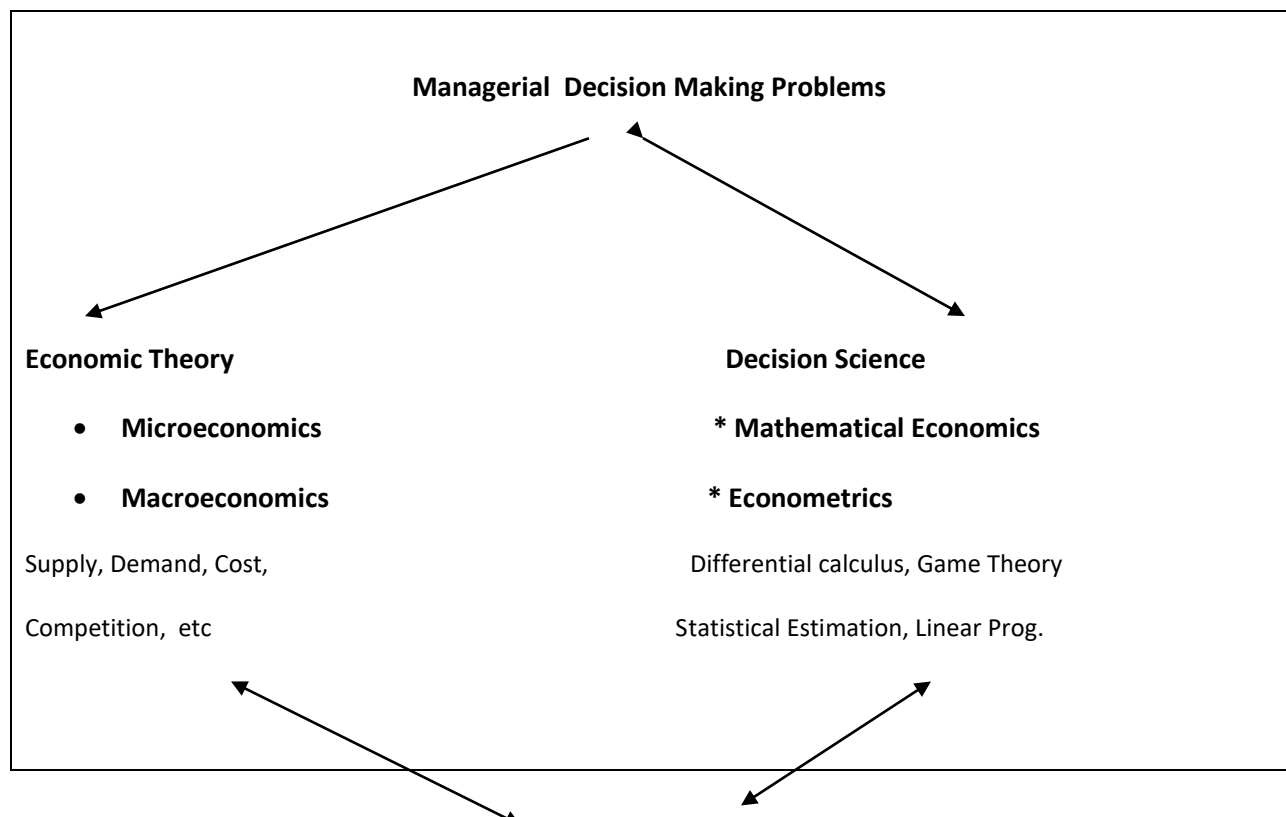 Managerial  Decision Making Problems
Economic Theory
Decision Science
• Microeconomics
* Mathematical Economics
• Macroeconomics
* Econometrics
Supply, Demand, Cost,
Differential calculus, Game Theory
Competition,  etc
Statistical Estimation, Linear Prog.